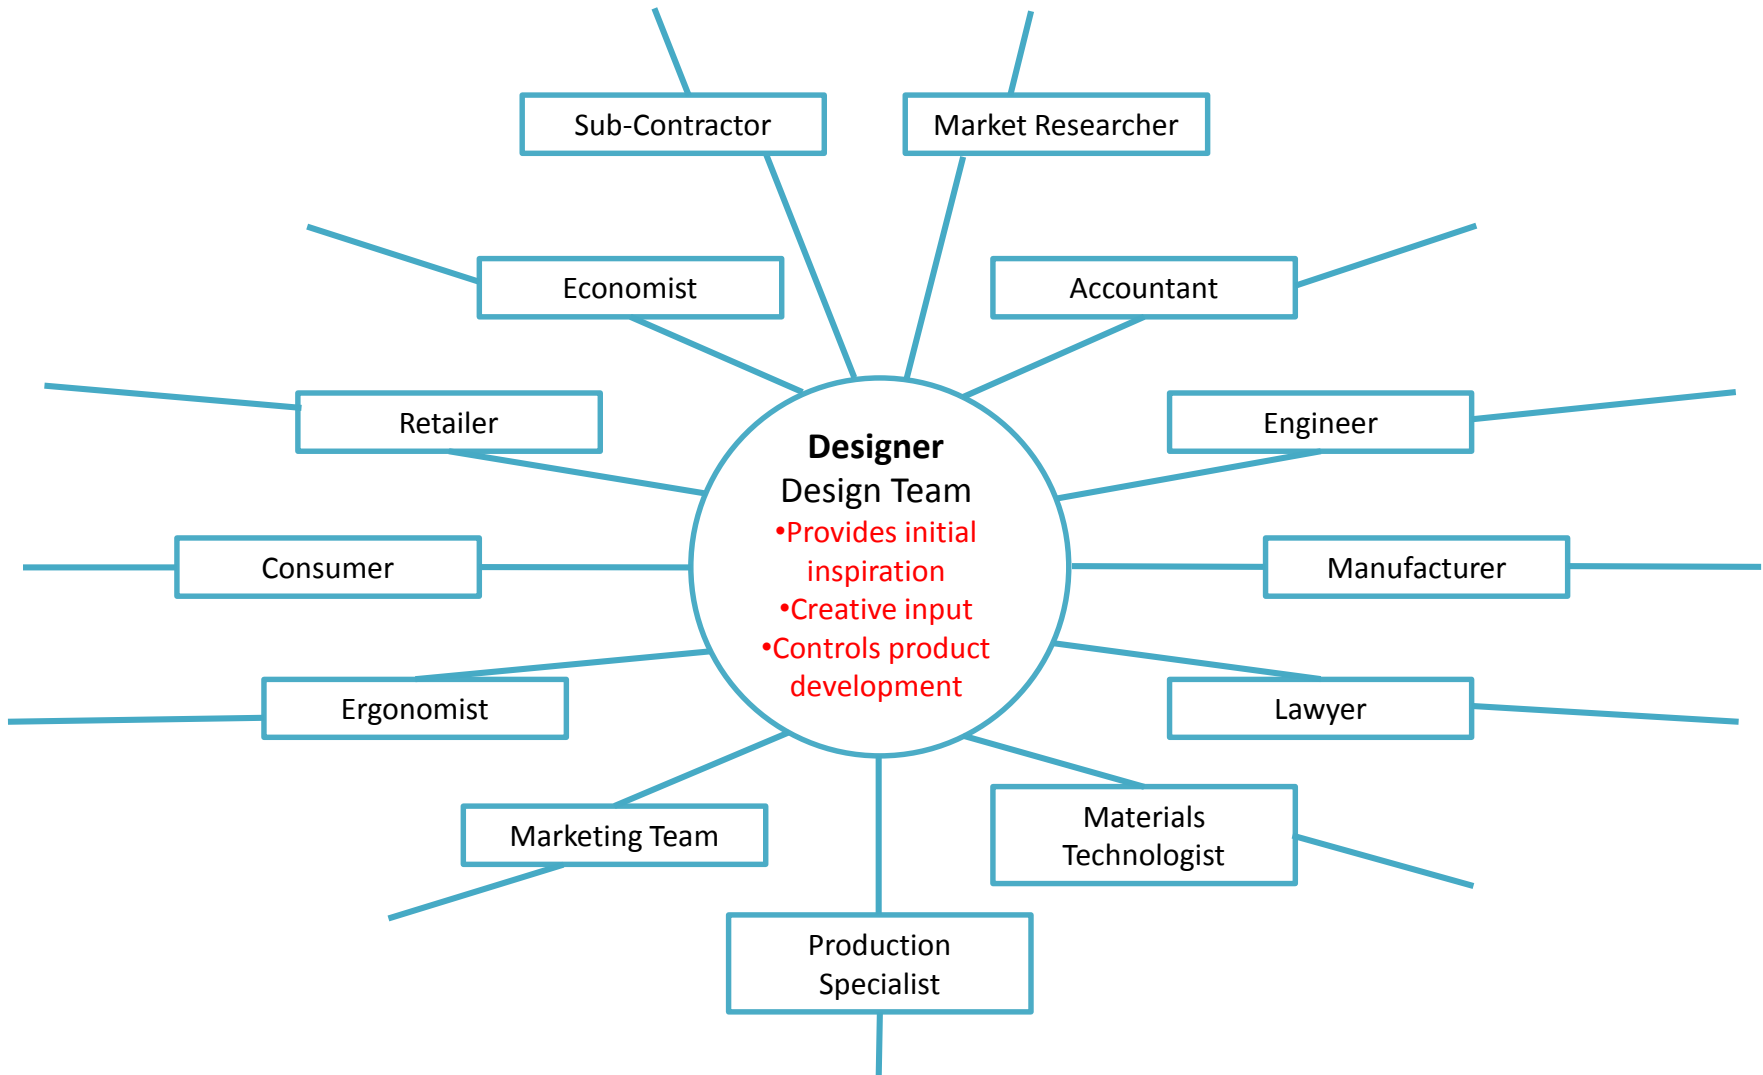 Sub-Contractor
Market Researcher
Economist
Accountant
Retailer
Engineer
Designer
Design Team
•Provides initial
inspiration
•Creative input
•Controls product
development
Consumer
Manufacturer
Ergonomist
Lawyer
Marketing Team
Materials
Technologist
Production
Specialist